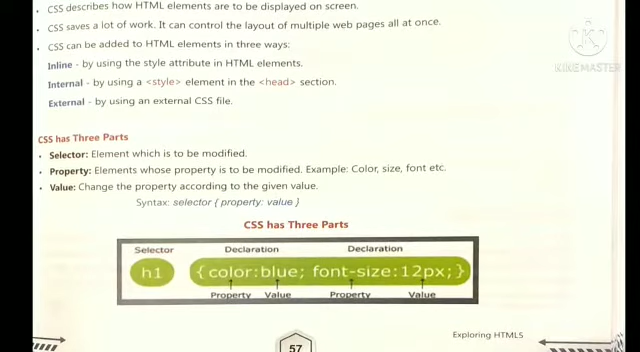 • CSS describes how HTML elements are to be displayed on screen.
• CSS saves a lot of work. It can control the layout of multiple web pages all at once.
• CSS can be added to HTML elements in three ways:
Inline - by using the style attribute in HTML elements.
Internal - by using a <style> element in the <head> section.
External - by using an external CSS file.
CSS has Three Parts
• Selector: Element which is to be modified.
• Property: Elements whose property is to be modified. Example: Color, size, font etc.
• Value: Change the property according to the given value.
Syntax: selector { property: value }
CSS has Three Parts
Selector Declaration Declaration
h1 { color:blue; font-size:12px; }
Property Value Property Value
Exploring HTML5
57
KINEMASTER